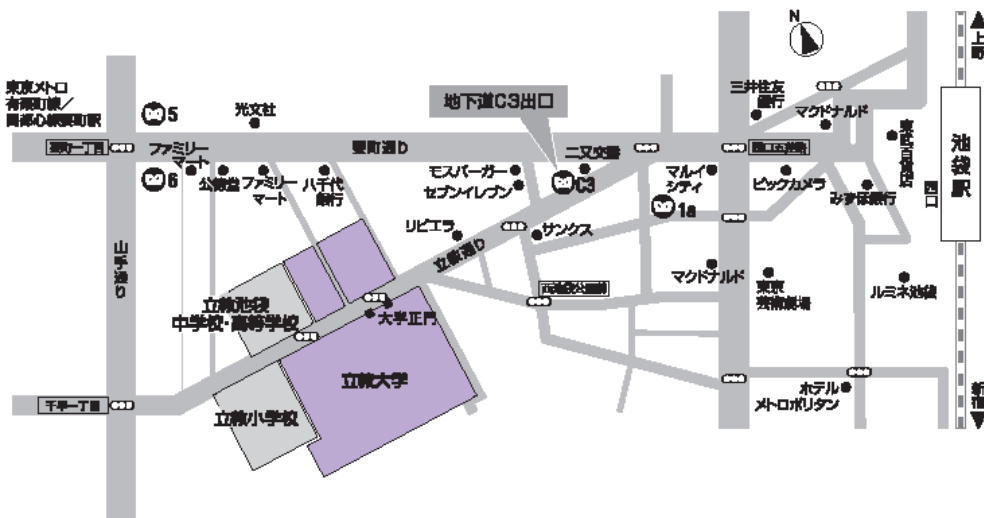 N
上野
東京メトロ
有楽町線／
副都心線要町駅
5
光文社
地下道C3出口
三井住友
銀行
マクドナルド
要町一丁目
ファミリー
マート
要町通り
二又交番
西口五差路
東武百貨店
池袋駅
西口
6
公衛堂
ファミリー
マート
八千代
銀行
モスバーガー
セブンイレブン
C3
マルイ
シティ
1a
ビックカメラ
みずほ銀行
リビエラ
立教通り
サンクス
山手通り
マクドナルド
東京
芸術劇場
ルミネ池袋
立教池袋
中学校・高等学校
大学正門
立教大学
立教小学校
千早一丁目
ホテル
メトロポリタン
新宿